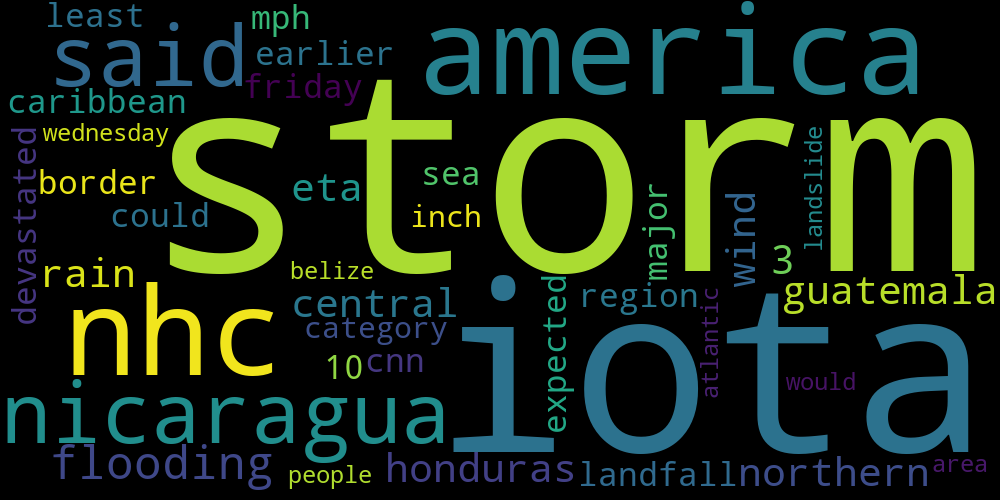 least
mph
said
earlier
america
friday
caribbean
storm
wednesday
devastated
border
could
eta
sea
inch
major
wind
landslide
3
rain
belize
nhc
central
category
10
cnn
expected
region
atlantic
guatemala
iota
would
nicaragua
flooding
people
honduras
landfall
northern
area